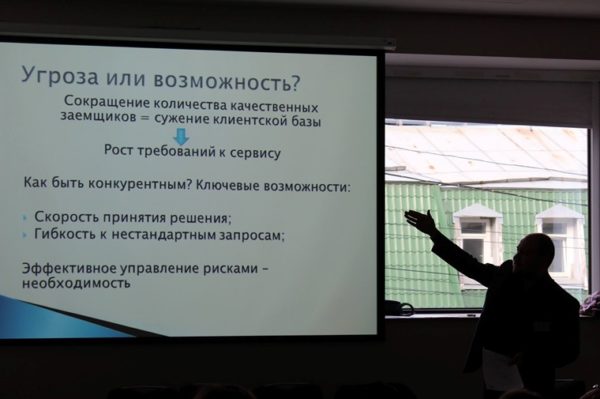 Угроза или возможность?
Сокращение количества качественных
заемщиков = сужение клиентской базы
Рост требований к сервису
Как быть конкурентным? Ключевые возможности:
Скорость принятия решения;
Гибкость к нестандартным запросам;
Эффективное управление рисками –
необходимость